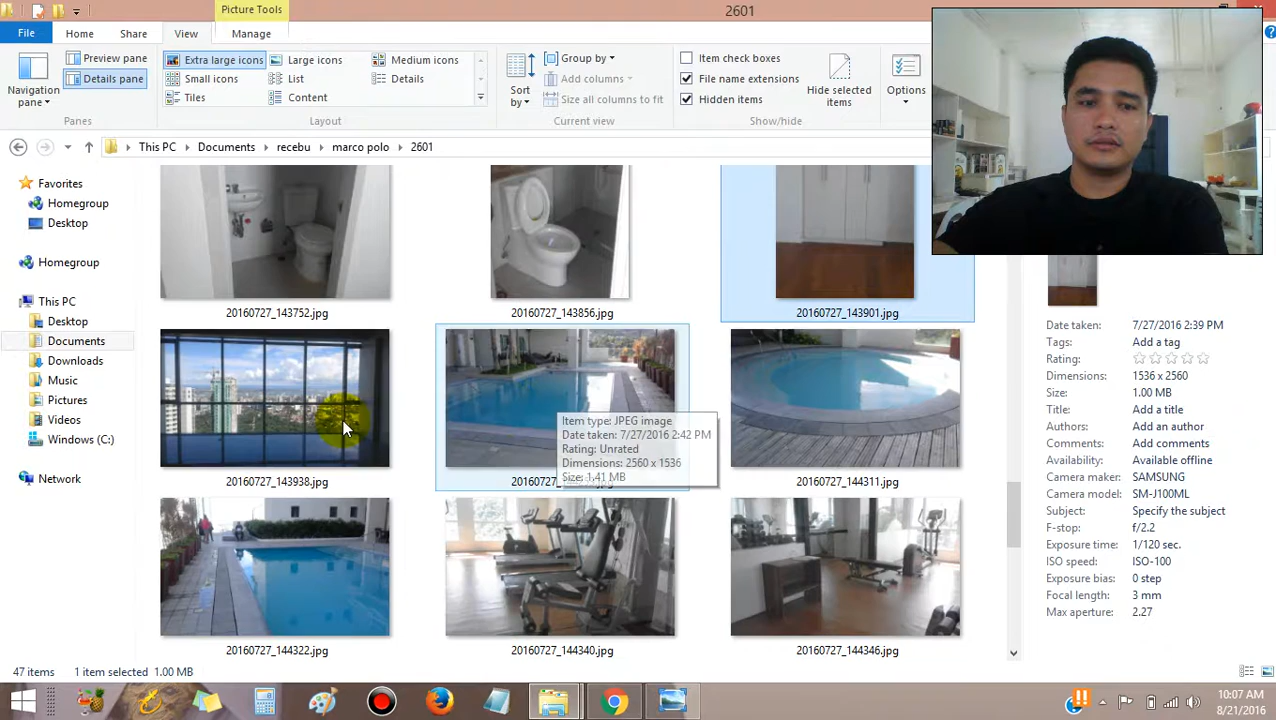 Picture Tools
2601
File
Home
Share
View
Manage
Navigation pane
Preview pane
Details pane
Panes
Extra large icons
Large icons
Medium icons
Small icons
List
Details
Tiles
Content
Layout
Sort by
Group by
Add columns
Size all columns to fit
Current view
Item check boxes
File name extensions
Hidden items
Hide selected items
Show/hide
Options
This PC
Documents
recebu
marco polo
2601
Favorites
Homegroup
Desktop
Homegroup
This PC
Desktop
Documents
Downloads
Music
Pictures
Videos
Windows (C:)
Network
20160727_143752.jpg
20160727_143856.jpg
20160727_143901.jpg
20160727_143938.jpg
20160727_144311.jpg
Item type: JPEG image
Date taken: 7/27/2016 2:42 PM
Rating: Unrated
Dimensions: 2560 x 1536
Size: 1.41 MB
20160727_144322.jpg
20160727_144340.jpg
20160727_144346.jpg
Date taken: 7/27/2016 2:39 PM
Tags: Add a tag
Rating:
Dimensions: 1536 x 2560
Size: 1.00 MB
Title: Add a title
Authors: Add an author
Comments: Add comments
Availability: Available offline
Camera maker: SAMSUNG
Camera model: SM-J100ML
Subject: Specify the subject
F-stop: f/2.2
Exposure time: 1/120 sec.
ISO speed: ISO-100
Exposure bias: 0 step
Focal length: 3 mm
Max aperture: 2.27
47 items
1 item selected 1.00 MB
10:07 AM
8/21/2016